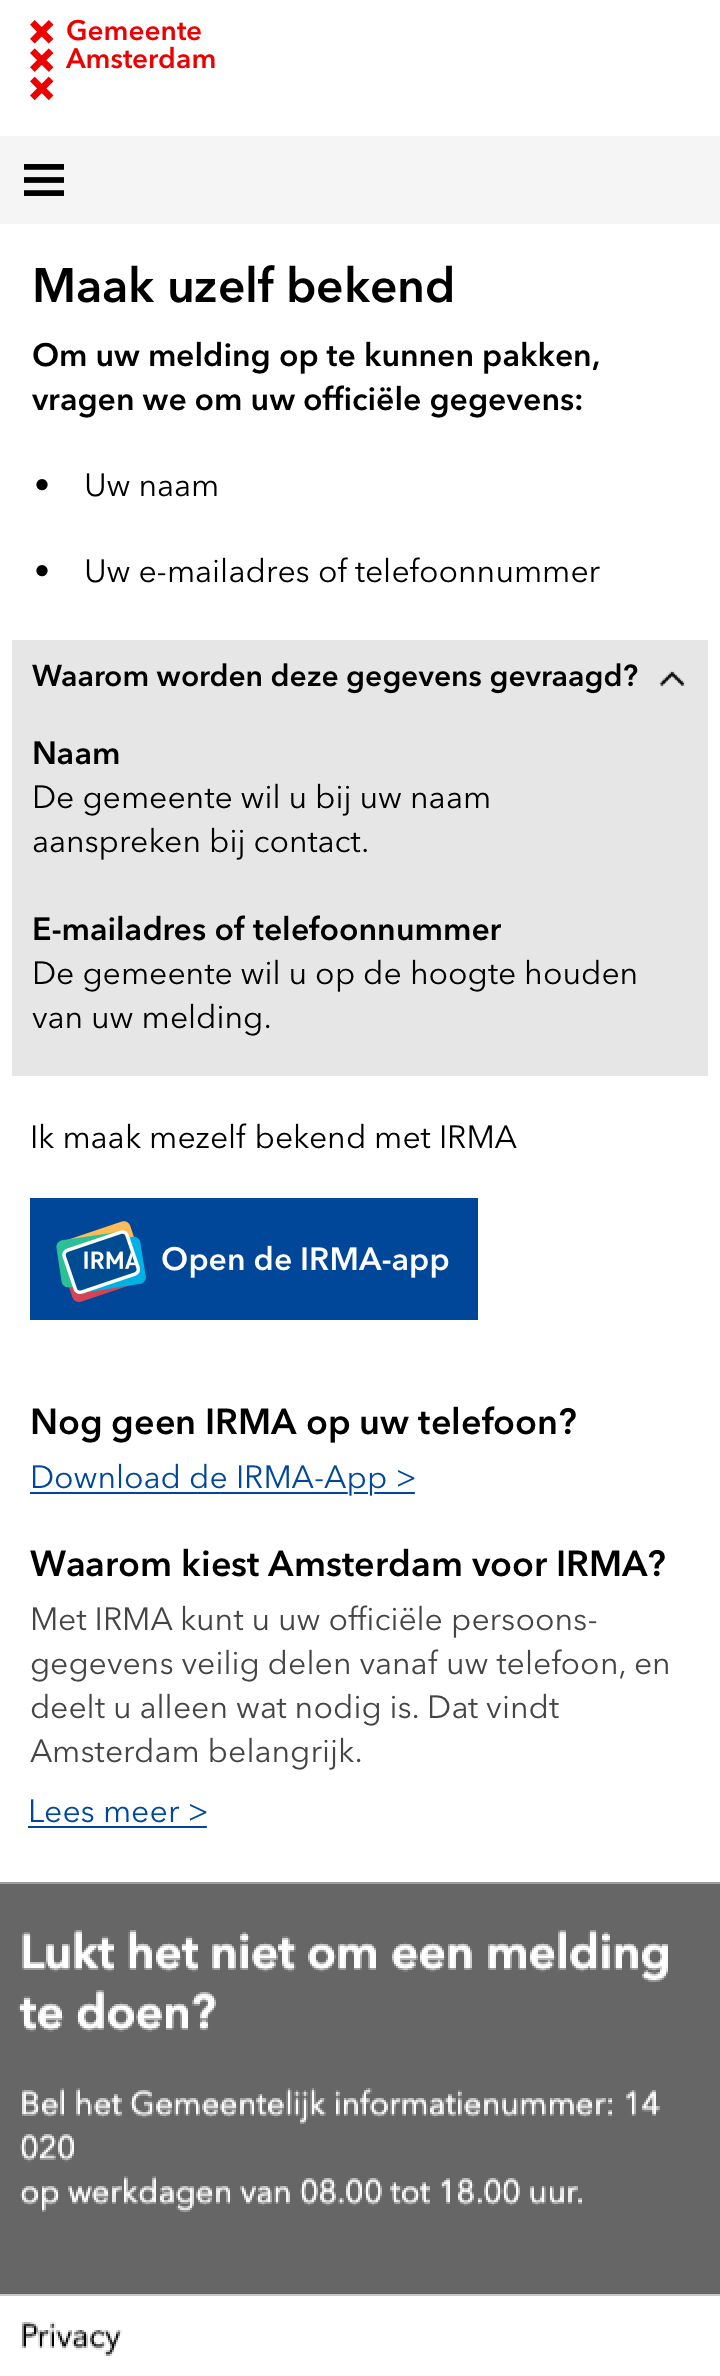 Gemeente
Amsterdam
Maak uzelf bekend
Om uw melding op te kunnen pakken,
vragen we om uw officiële gegevens:
• Uw naam
• Uw e-mailadres of telefoonnummer
Waarom worden deze gegevens gevraagd?
Naam
De gemeente wil u bij uw naam
aanspreken bij contact.
E-mailadres of telefoonnummer
De gemeente wil u op de hoogte houden
van uw melding.
Ik maak mezelf bekend met IRMA
IRMA Open de IRMA-app
Nog geen IRMA op uw telefoon?
Download de IRMA-App >
Waarom kiest Amsterdam voor IRMA?
Met IRMA kunt u uw officiële persoons-
gegevens veilig delen vanaf uw telefoon, en
deelt u alleen wat nodig is. Dat vindt
Amsterdam belangrijk.
Lees meer >
Lukt het niet om een melding
te doen?
Bel het Gemeentelijk informatienummer: 14
020
op werkdagen van 08.00 tot 18.00 uur.
Privacy